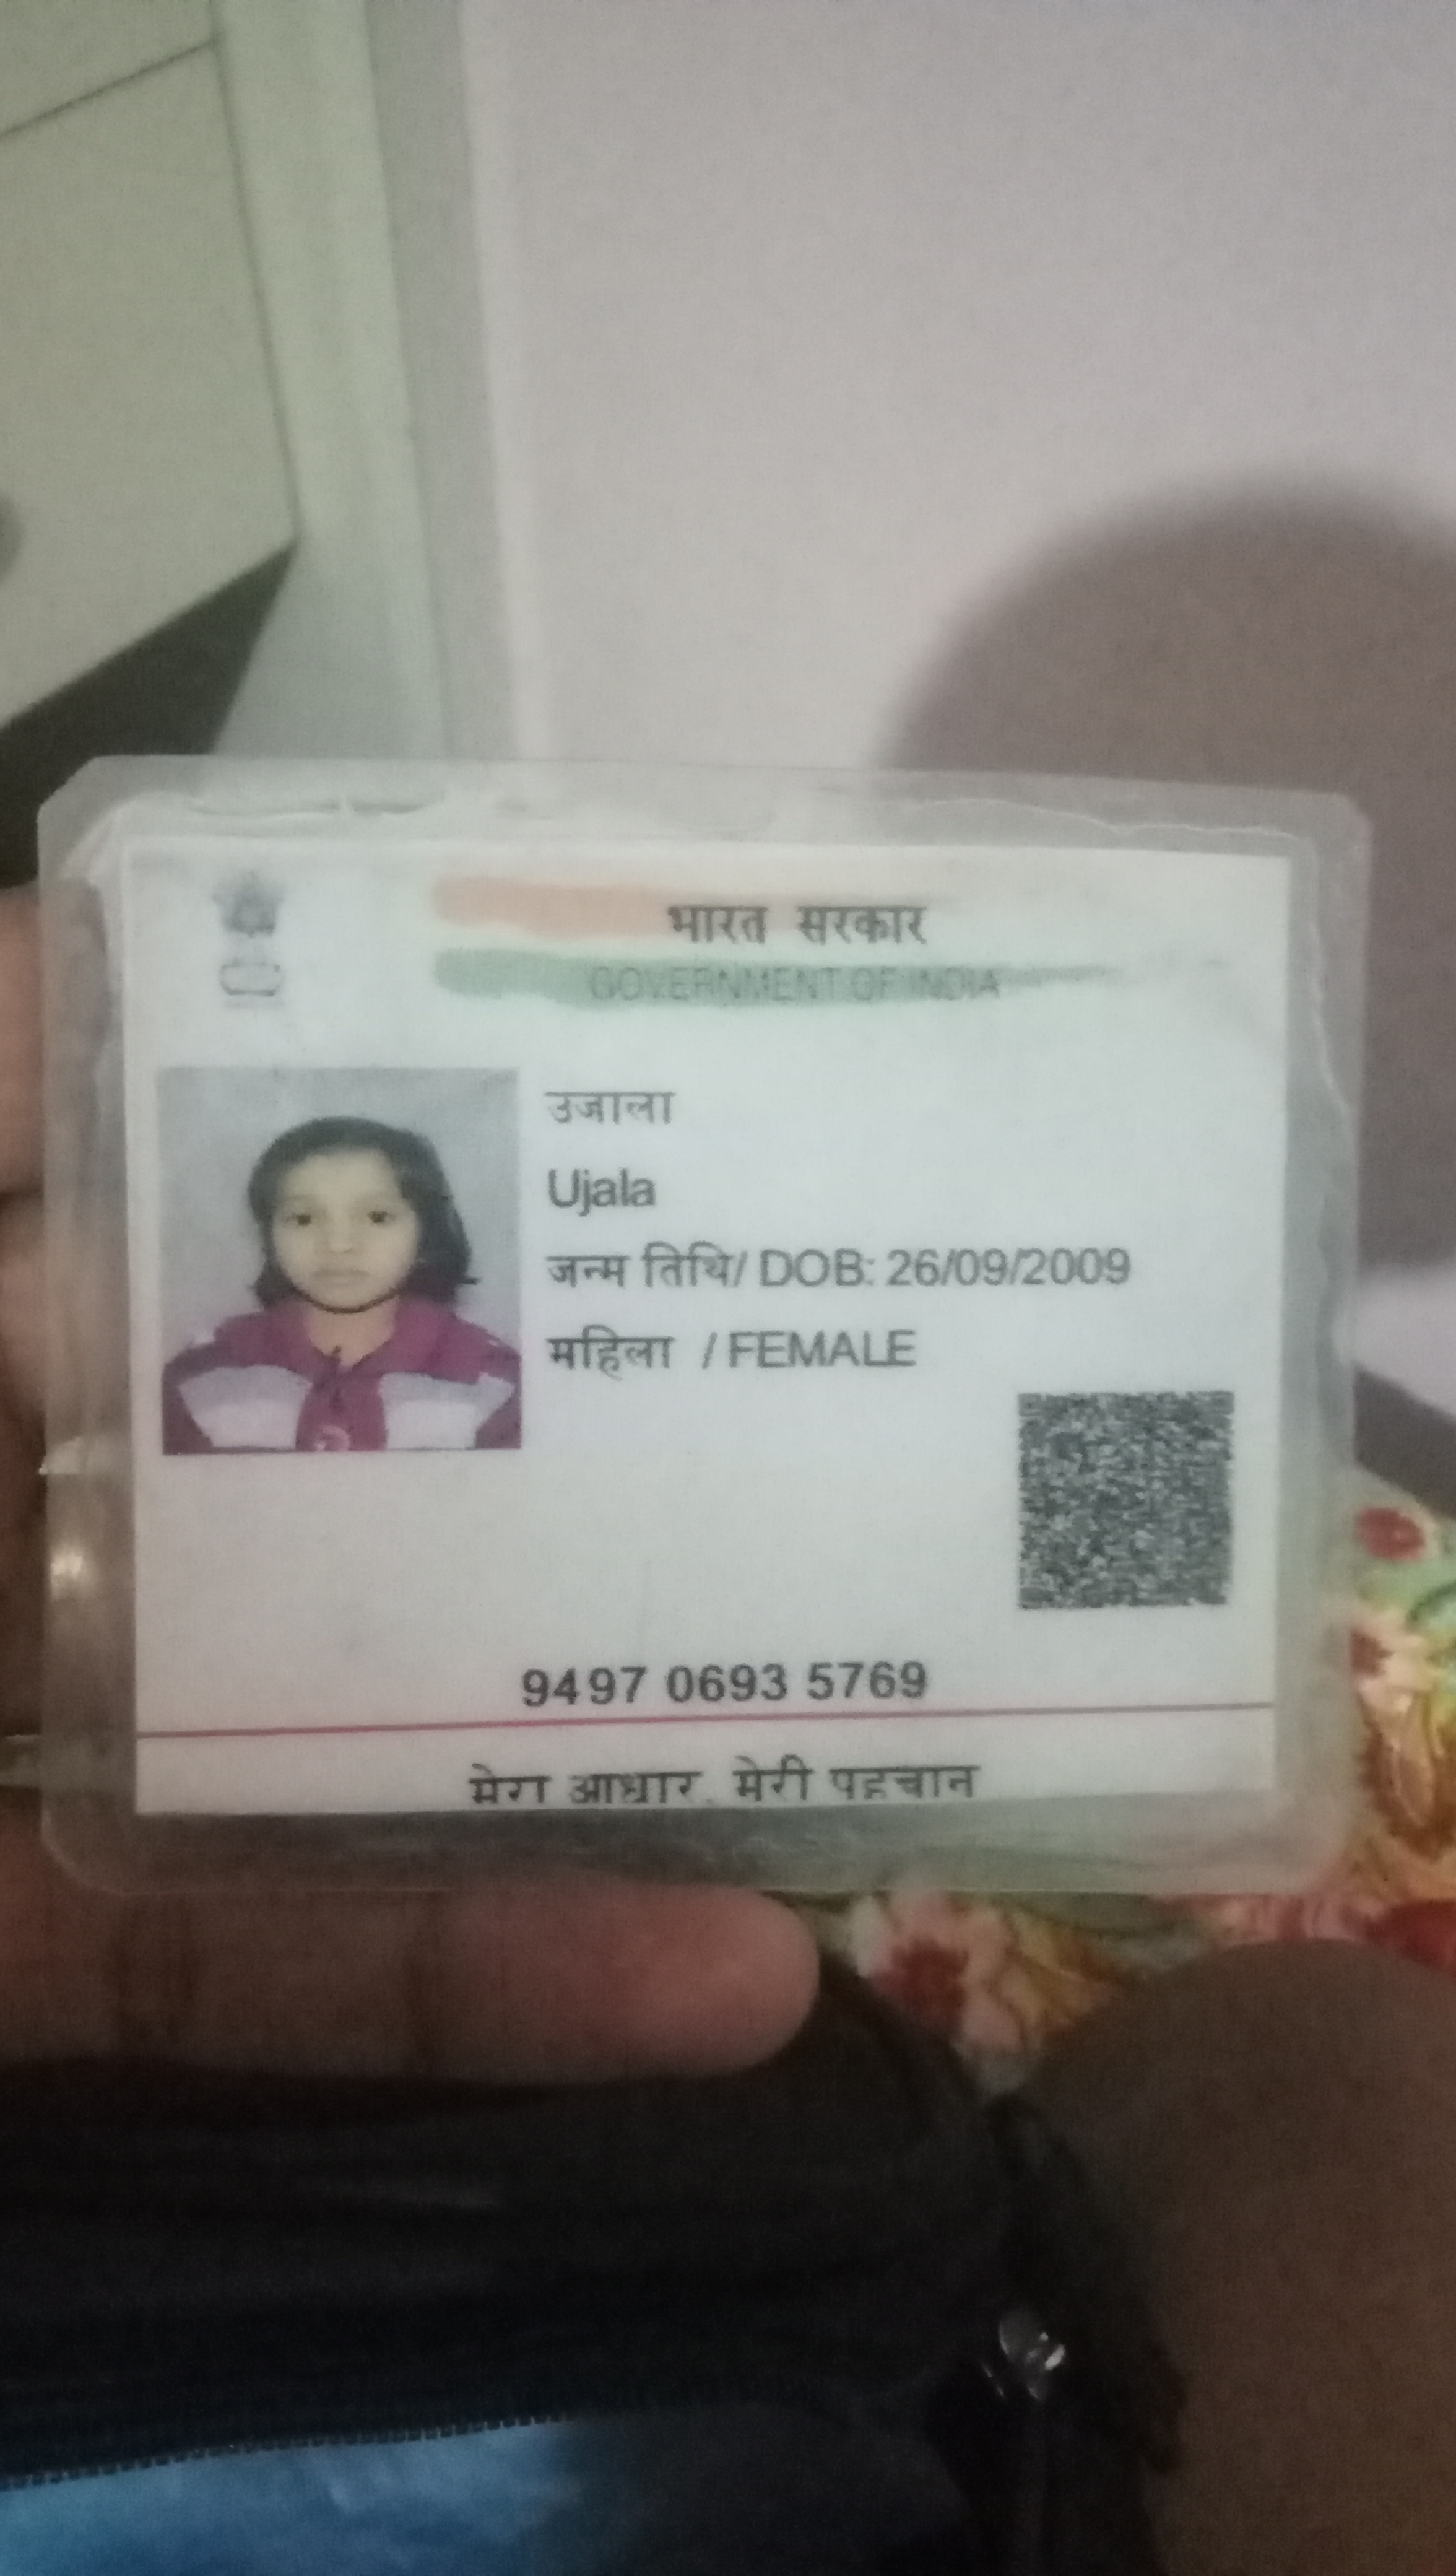 भारत सरकार
GOVERNMENT OF INDIA
उजाला
Ujala
जन्म तिथि/ DOB: 26/09/2009
महिला / FEMALE
9497 0693 5769
मेरा आधार, मेरी पहचान